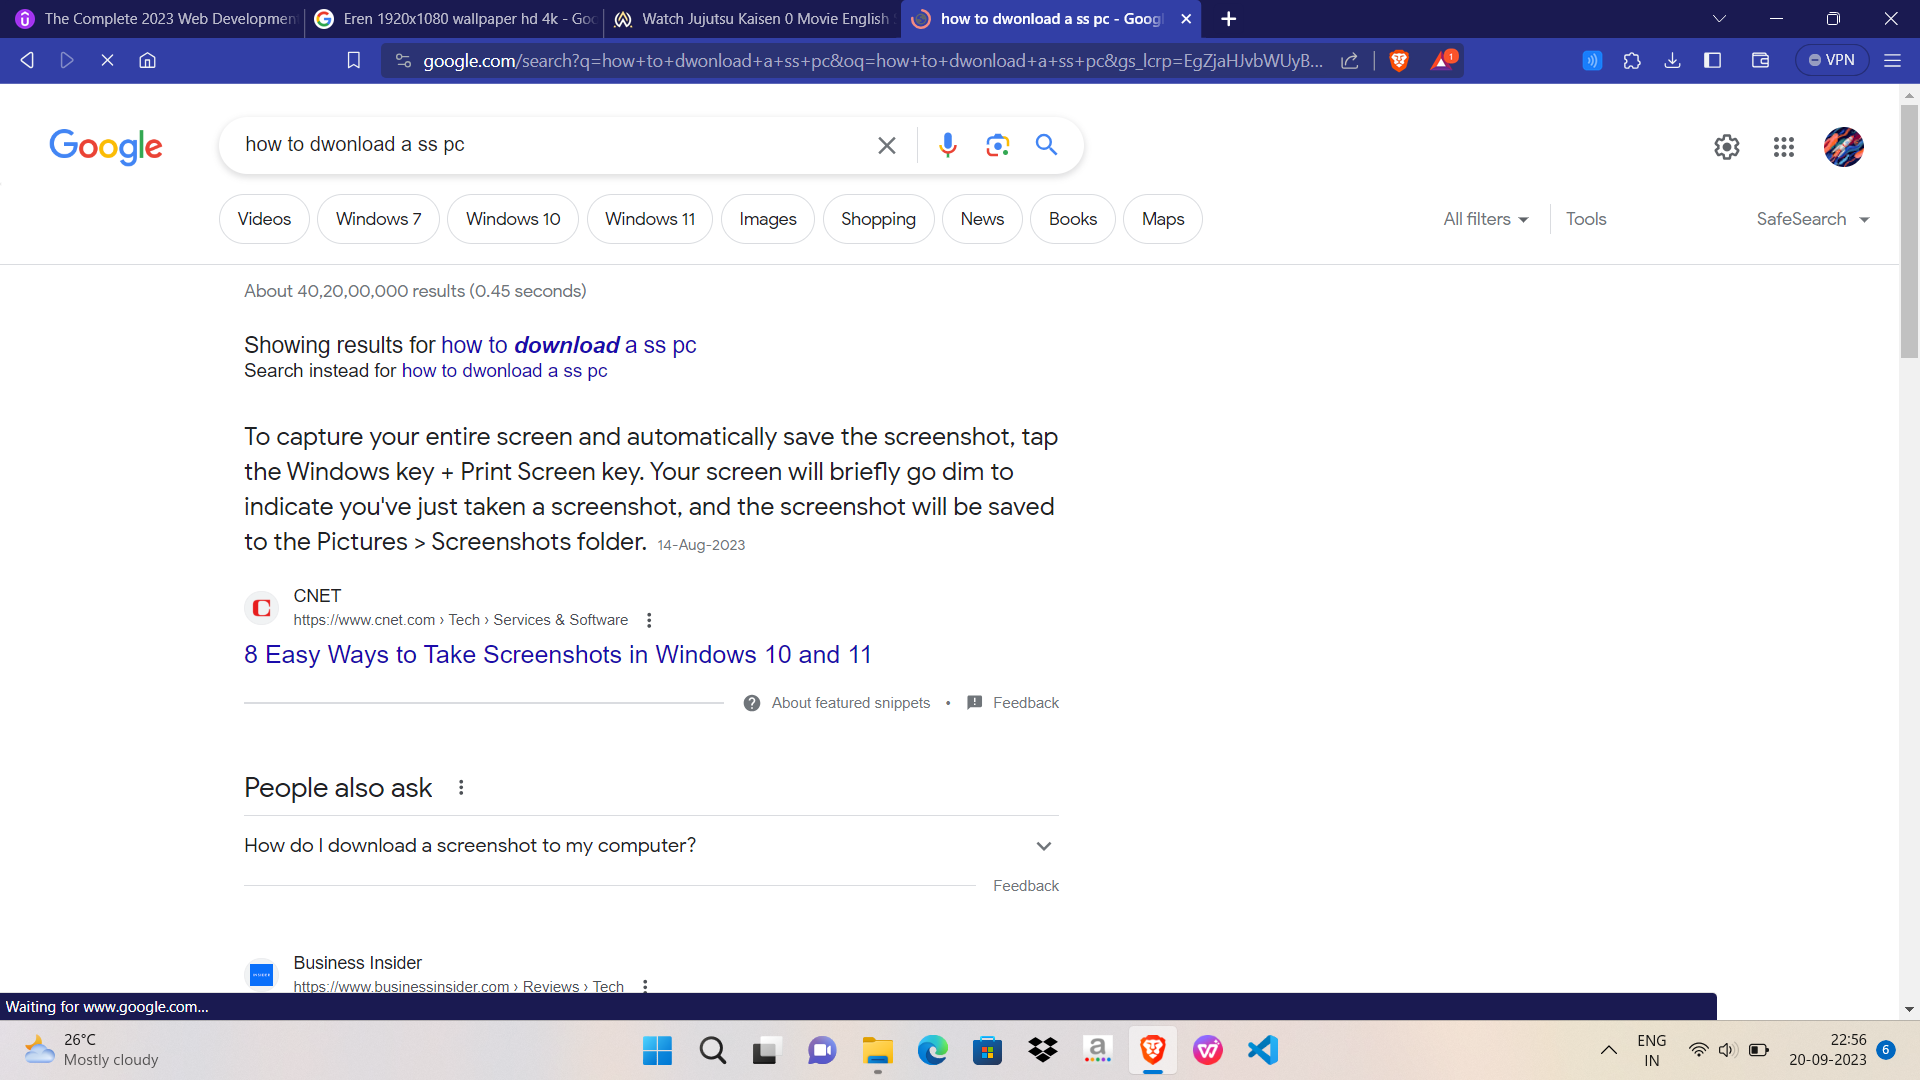 The Complete 2023 Web Developmen
Eren 1920x1080 wallpaper hd 4k - Goo
Watch Jujutsu Kaisen 0 Movie English
how to dwonload a ss pc - Googl
google.com/search?q=how+to+dwonload+a+ss+pc&oq=how+to+dwonload+a+ss+pc&gs_lcrp=EgZjaHJvbWUyB...
1
VPN
Google
how to dwonload a ss pc
Videos
Windows 7
Windows 10
Windows 11
Images
Shopping
News
Books
Maps
All filters
Tools
SafeSearch
About 40,20,00,000 results (0.45 seconds)
Showing results for how to download a ss pc
Search instead for how to dwonload a ss pc
To capture your entire screen and automatically save the screenshot, tap
the Windows key + Print Screen key. Your screen will briefly go dim to
indicate you've just taken a screenshot, and the screenshot will be saved
to the Pictures > Screenshots folder. 14-Aug-2023
CNET
https://www.cnet.com › Tech › Services & Software
8 Easy Ways to Take Screenshots in Windows 10 and 11
About featured snippets • Feedback
People also ask
How do I download a screenshot to my computer?
Feedback
Business Insider
https://www.businessinsider.com › Reviews › Tech
Waiting for www.google.com...
26°C
Mostly cloudy
ENG
IN
22:56
20-09-2023
6